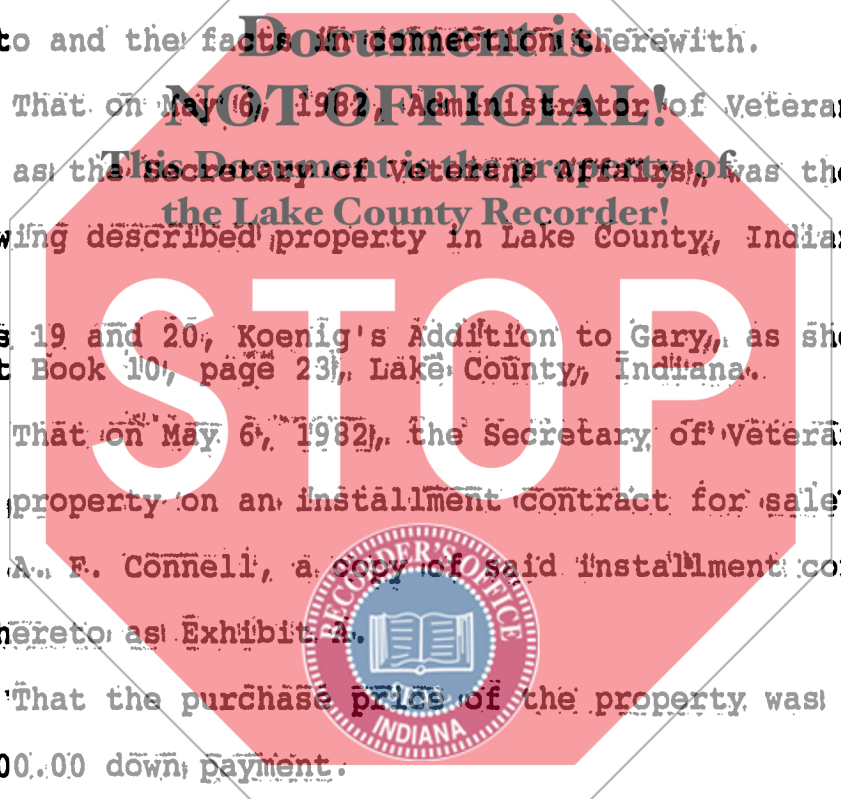 to and the facts in connection therewith.
Document is
That on May 6, 1982, Administrator of Vetera
NOT OFFICIAL!
as the Secretary of Veterans Affairs, was the
This Document is the property of
the Lake County Recorder!
wing described property in Lake County, India
STOP
s 19 and 20, Koenig's Addition to Gary, as sh
t Book 10, page 23, Lake County, Indiana.
That on May 6, 1982, the Secretary of Vetera
property on an installment contract for sale
A. F. Connell, a copy of said installment co
hereto as Exhibit A.
RECORDER'S OFFICE
That the purchase price of the property was
INDIANA
00.00 down payment.